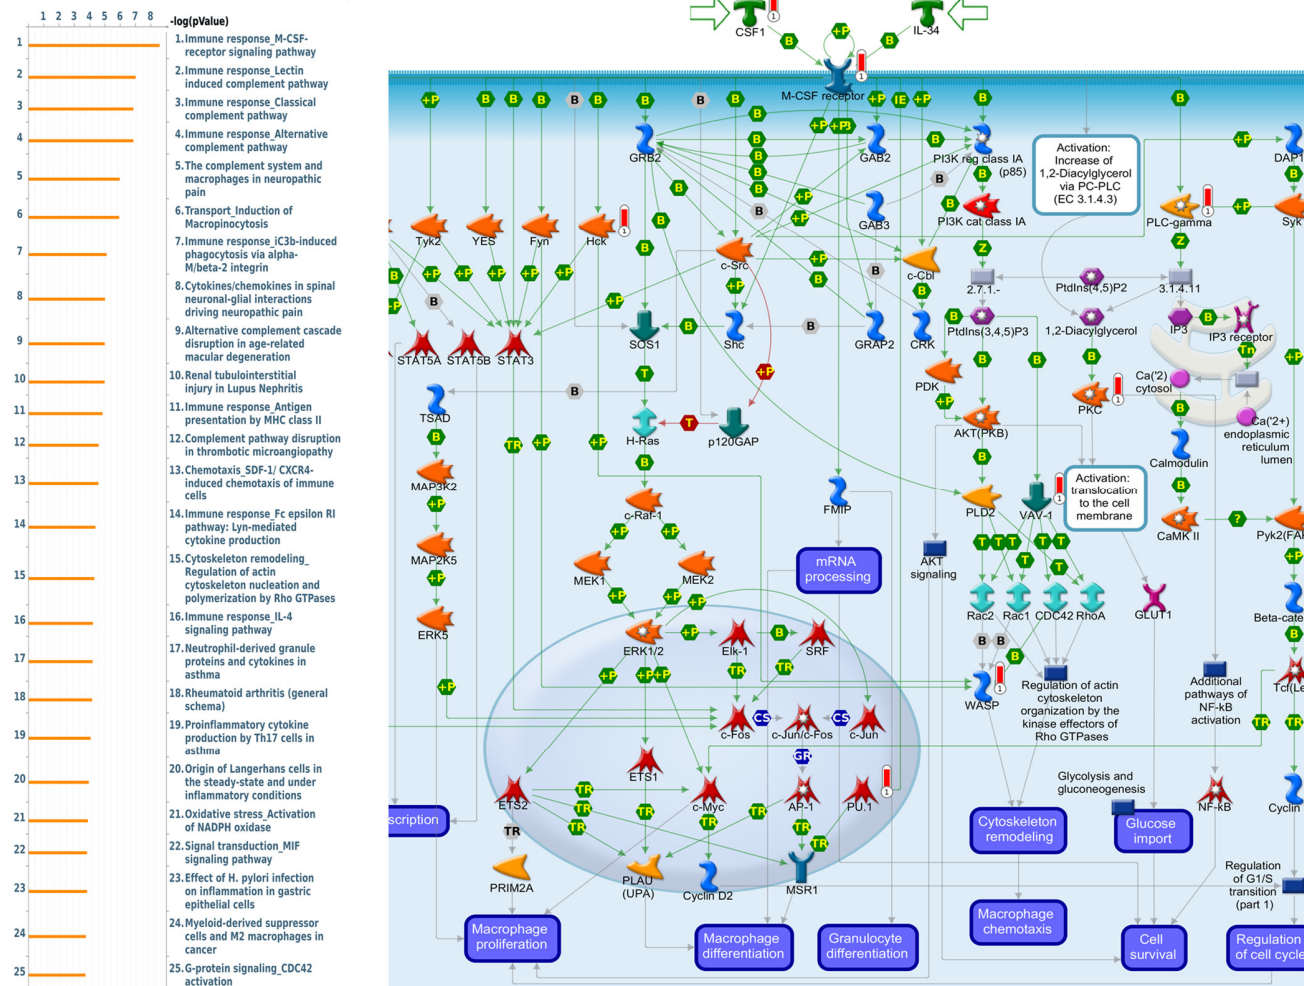 1 2 3 4 5 6 7 8 -log(pValue)
1
2
3
4
5
6
7
8
9
10
11
12
13
14
15
16
17
18
19
20
21
22
23
24
25
1. Immune response_M-CSF-
receptor signaling pathway
2. Immune response_Lectin
induced complement pathway
3. Immune response_Classical
complement pathway
4. Immune response_Alternative
complement pathway
5. The complement system and
macrophages in neuropathic
pain
6. Transport_Induction of
Macropinocytosis
7. Immune response_iC3b-induced
phagocytosis via alpha-
M/beta-2 integrin
8. Cytokines/chemokines in spinal
neuronal-glial interactions
driving neuropathic pain
9. Alternative complement cascade
disruption in age-related
macular degeneration
10. Renal tubulointerstitial
injury in Lupus Nephritis
11. Immune response_Antigen
presentation by MHC class II
12. Complement pathway disruption
in thrombotic microangiopathy
13. Chemotaxis_SDF-1/ CXCR4-
induced chemotaxis of immune
cells
14. Immune response_Fc epsilon RI
pathway: Lyn-mediated
cytokine production
15. Cytoskeleton remodeling_
Regulation of actin
cytoskeleton nucleation and
polymerization by Rho GTPases
16. Immune response_IL-4
signaling pathway
17. Neutrophil-derived granule
proteins and cytokines in
asthma
18. Rheumatoid arthritis (general
schema)
19. Proinflammatory cytokine
production by Th17 cells in
asthma
20. Origin of Langerhans cells in
the steady-state and under
inflammatory conditions
21. Oxidative stress_Activation
of NADPH oxidase
22. Signal transduction_MIF
signaling pathway
23. Effect of H. pylori infection
on inflammation in gastric
epithelial cells
24. Myeloid-derived suppressor
cells and M2 macrophages in
cancer
25. G-protein signaling_CDC42
activation
CSF1 1
IL-34
B +P B
M-CSF receptor 1
+P B B B B B B B B +P IE +P B B
GRB2
GAB2
PI3K reg class IA
(p85)
Activation:
Increase of
1,2-Diacylglycerol
via PC-PLC
(EC 3.1.4.3)
DAP1
GAB3
PI3K cat class IA
PLC-gamma 1
+P
Syk
Tyk2
YES
Fyn
Hck 1
c-Src
c-Cbl
2.7.1.-
PtdIns(4,5)P2
3.1.4.11
STAT5A
STAT5B
STAT3
SOS1
Shc
GRAP2
CRK
PtdIns(3,4,5)P3
1,2-Diacylglycerol
IP3
IP3 receptor
Tn
PDK
PKC 1
Ca('2)
cytosol
Ca('2+)
endoplasmic
reticulum
lumen
TSAD
H-Ras
T
p120GAP
AKT(PKB)
Calmodulin
MAP3K2
c-Raf-1
FMIP
PLD2
VAV-1 1
Activation:
translocation
to the cell
membrane
CaMK II
?
Pyk2(FAK
MAP2K5
MEK1
MEK2
mRNA
processing
AKT
signaling
Rac2
Rac1
CDC42
RhoA
GLUT1
Beta-cate
ERK5
ERK1/2
Elk-1
SRF
WASP 1
Regulation of actin
cytoskeleton
organization by the
kinase effectors of
Rho GTPases
Additional
pathways of
NF-kB
activation
Tcf(Le
c-Fos
CS
c-Jun/c-Fos
CS
c-Jun
GR
ETS1
ETS2
c-Myc
AP-1
PU.1 1
Glycolysis and
gluconeogenesis
NF-kB
Cyclin
scription
Cytoskeleton
remodeling
Glucose
import
TR
PRIM2A
PLAU
(UPA)
Cyclin D2
MSR1
Regulation
of G1/S
transition
(part 1)
Macrophage
proliferation
Macrophage
differentiation
Granulocyte
differentiation
Macrophage
chemotaxis
Cell
survival
Regulation
of cell cycle